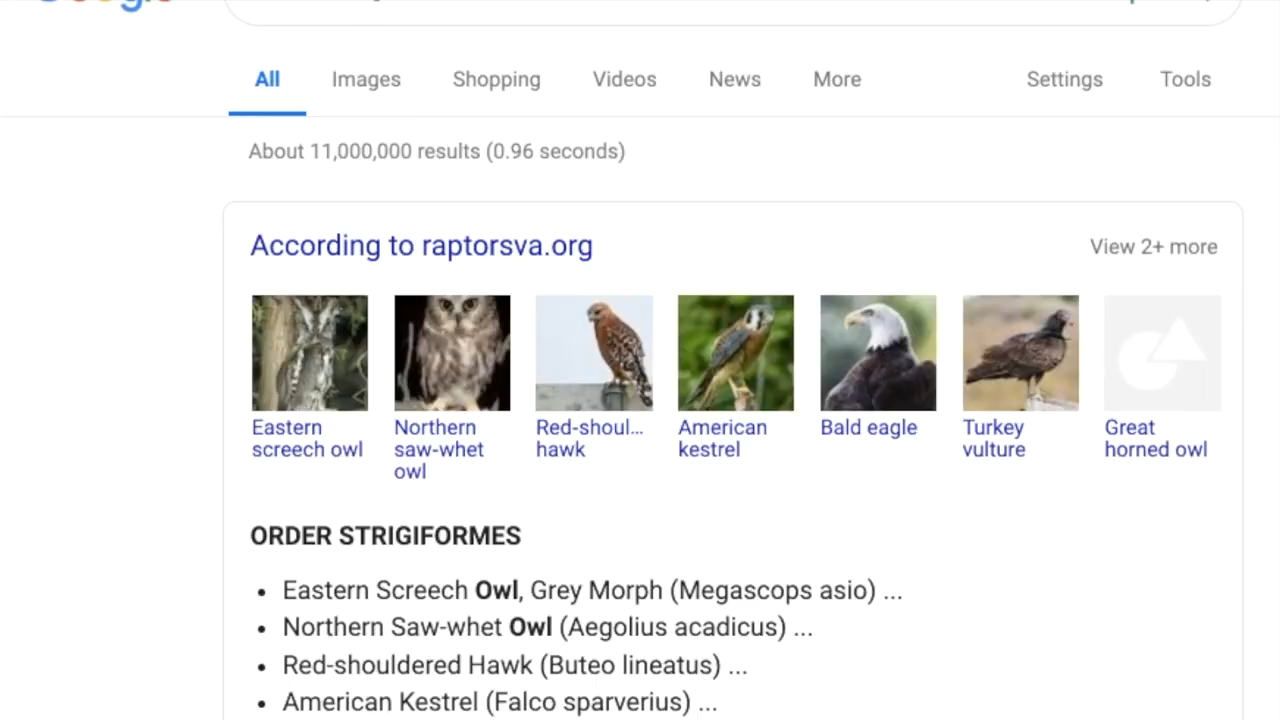 All Images Shopping Videos News More Settings Tools
About 11,000,000 results (0.96 seconds)
According to raptorsva.org
View 2+ more
Eastern screech owl
Northern saw-whet owl
Red-shoul... hawk
American kestrel
Bald eagle
Turkey vulture
Great horned owl
ORDER STRIGIFORMES
• Eastern Screech Owl, Grey Morph (Megascops asio) ...
• Northern Saw-whet Owl (Aegolius acadicus) ...
• Red-shouldered Hawk (Buteo lineatus) ...
• American Kestrel (Falco sparverius) ...